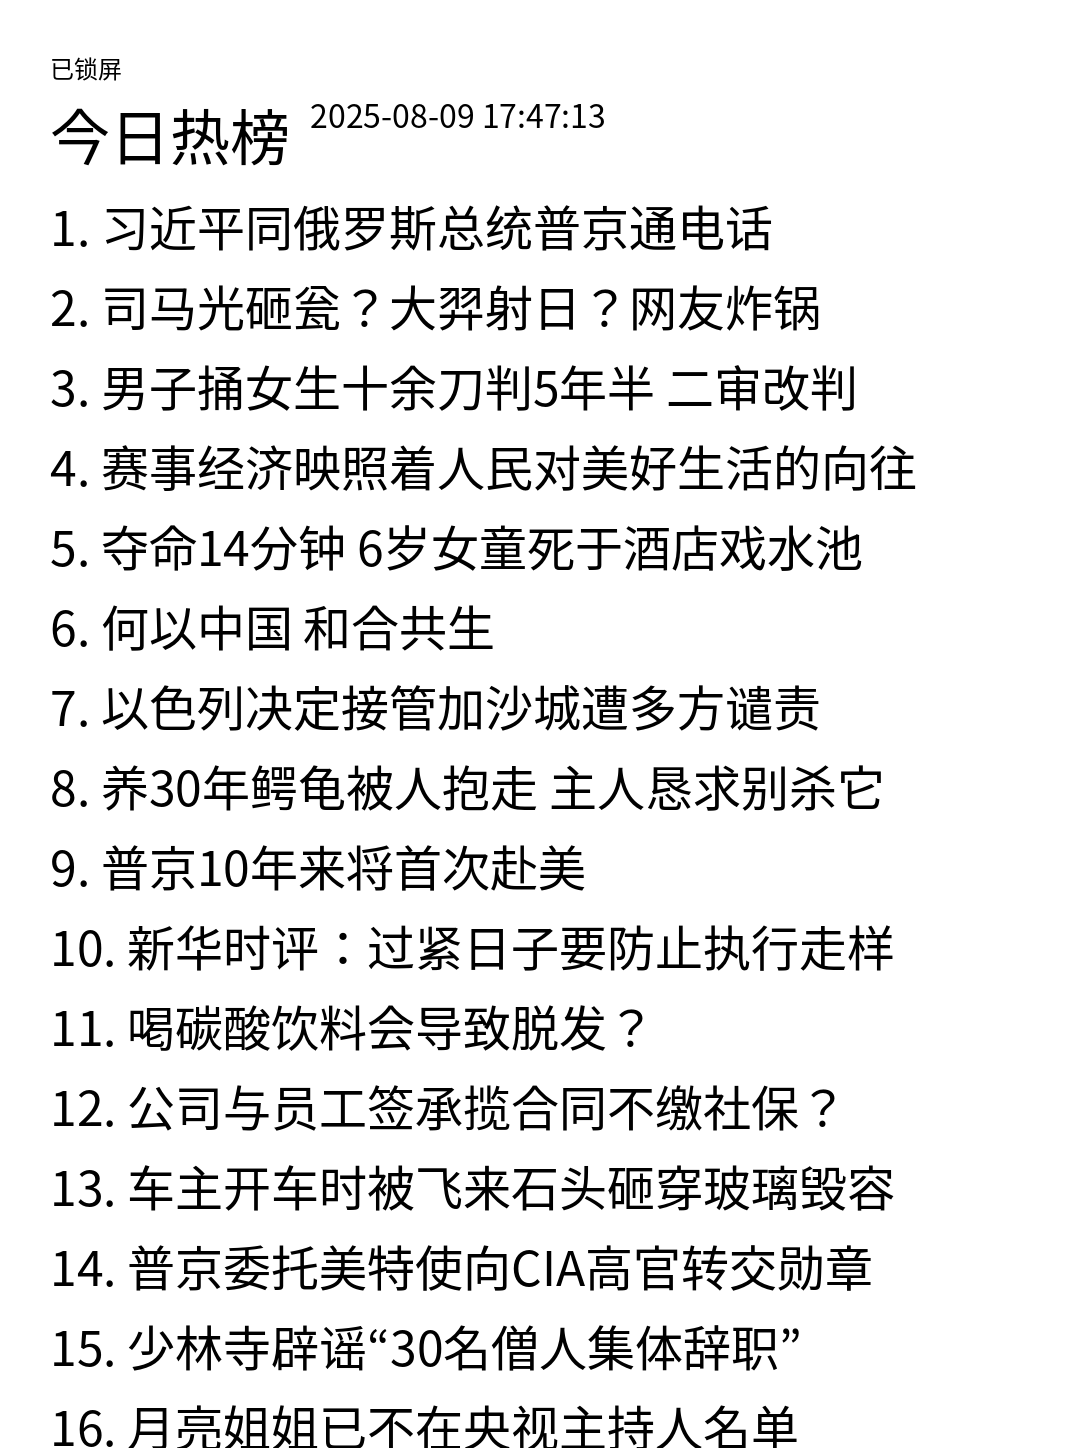 已锁屏
今日热榜 2025-08-09 17:47:13
1. 习近平同俄罗斯总统普京通电话
2. 司马光砸瓮？大羿射日？网友炸锅
3. 男子捅女生十余刀判5年半 二审改判
4. 赛事经济映照着人民对美好生活的向往
5. 夺命14分钟 6岁女童死于酒店戏水池
6. 何以中国 和合共生
7. 以色列决定接管加沙城遭多方谴责
8. 养30年鳄龟被人抱走 主人恳求别杀它
9. 普京10年来将首次赴美
10. 新华时评：过紧日子要防止执行走样
11. 喝碳酸饮料会导致脱发？
12. 公司与员工签承揽合同不缴社保？
13. 车主开车时被飞来石头砸穿玻璃毁容
14. 普京委托美特使向CIA高官转交勋章
15. 少林寺辟谣“30名僧人集体辞职”
16. 月亮姐姐已不在央视主持人名单